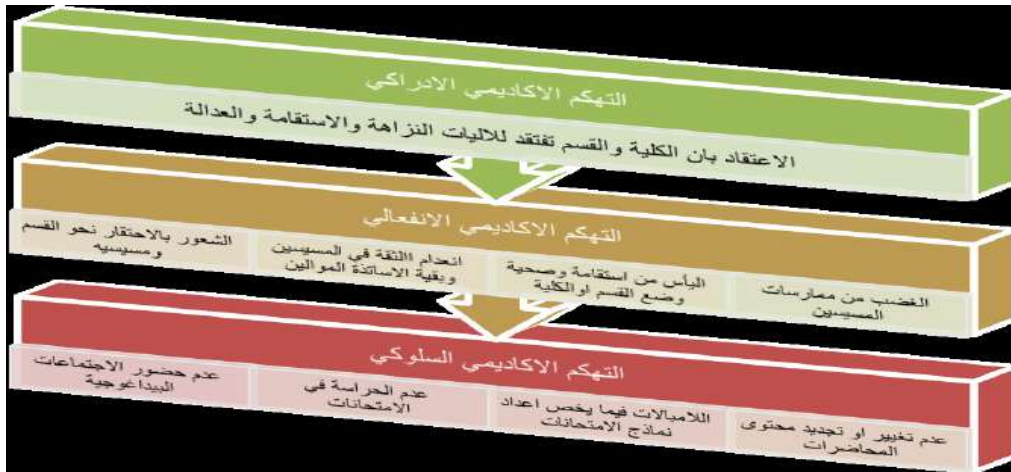 التهكم الاكاديمي الادراكي
الاعتقاد بان الكلية والقسم تفتقد للاليات النزاهة والاستقامة والعدالة
التهكم الاكاديمي الانفعالي
الغضب من ممارسات
المسيسين
اليأس من استقامة وصحية
وضع القسم اوالكلية
انعدام االثقة في المسيسين
وبقية الاساتذة الموالين
الشعور بالاحتقار نحو القسم
ومسيسيه
التهكم الاكاديمي السلوكي
عدم تغيير او تجديد محتوى
المحاضرات
اللامبالات فيما يخص اعداد
نماذج الامتحانات
عدم الحراسة في
الامتحانات
عدم حضور الاجتماعات
البيداغوجية